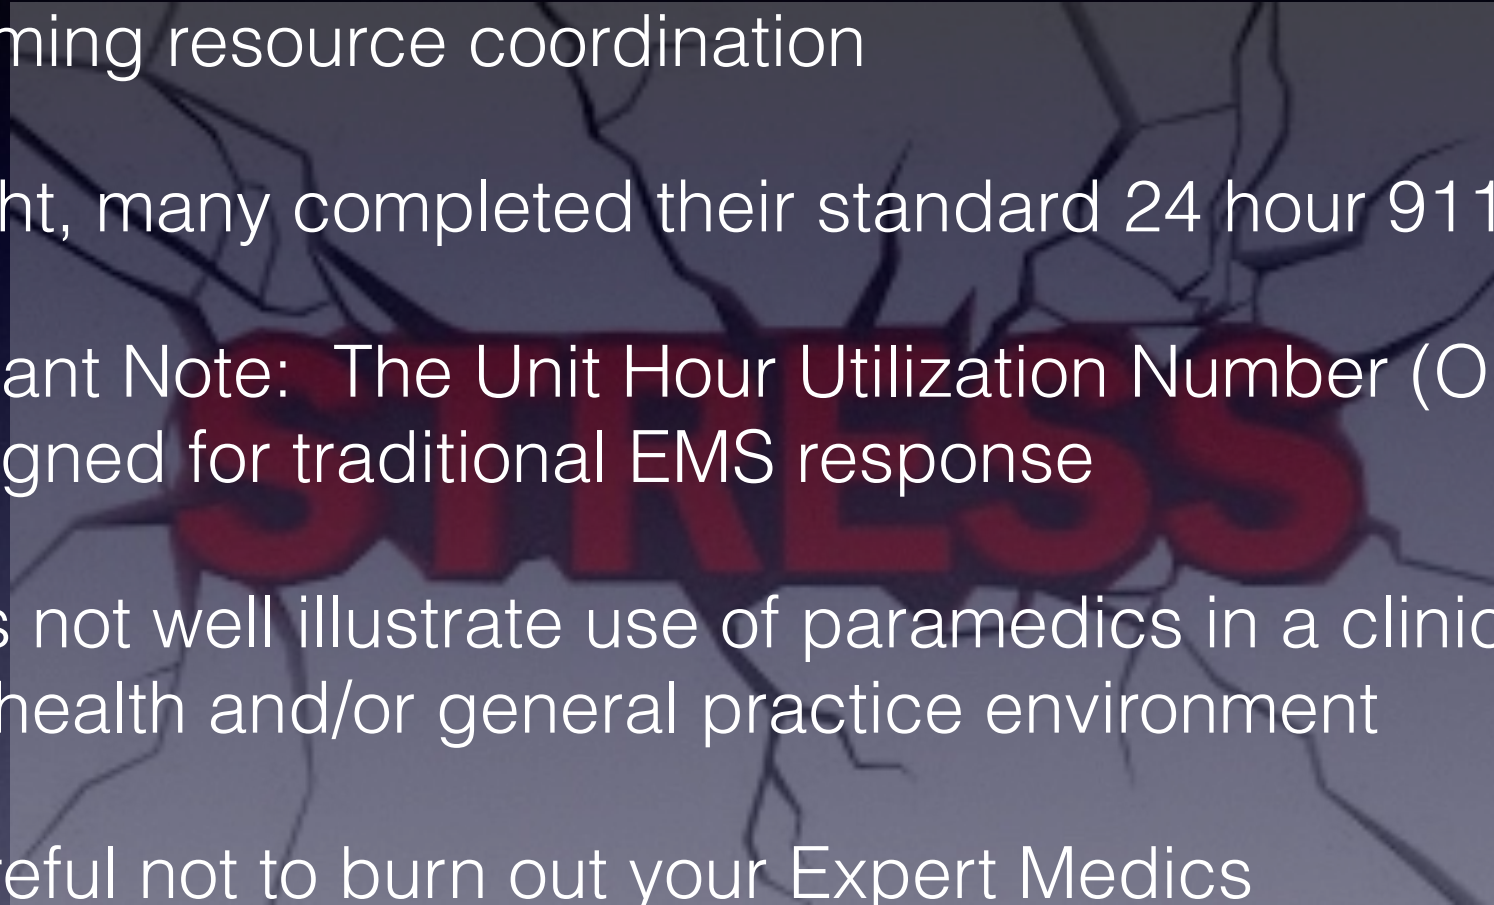 ming resource coordination
ht, many completed their standard 24 hour 911
ant Note: The Unit Hour Utilization Number (O
gned for traditional EMS response
STRESS
s not well illustrate use of paramedics in a clinic
health and/or general practice environment
eful not to burn out your Expert Medics